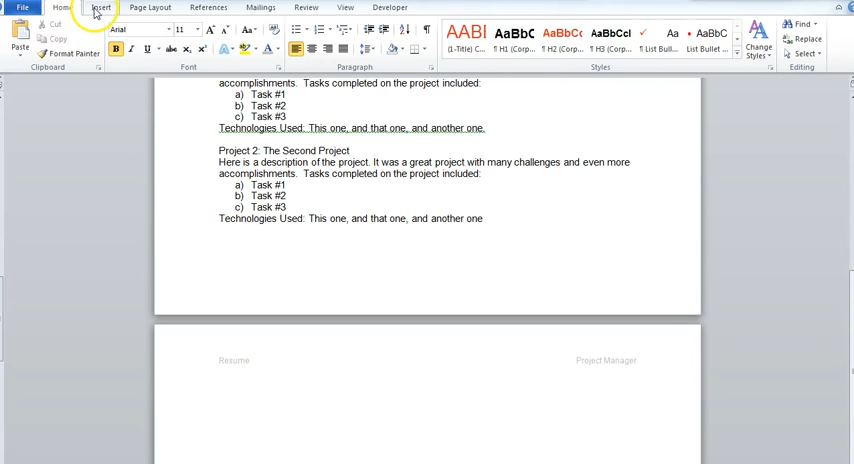 File Home Insert Page Layout References Mailings Review View Developer
Cut
Copy
Paste
Format Painter
Clipboard
Arial 11
Font
Paragraph
AaBl AaBbC AaBbCc AaBbCcI Aa AaBbC
(1-Title) C... ¶ H1 (Corp... ¶ H2 (Corp... ¶ H3 (Corp... ¶ List Bull... List Bullet ...
Styles
Change Styles
Find
Replace
Select
Editing
accomplishments. Tasks completed on the project included:
a) Task #1
b) Task #2
c) Task #3
Technologies Used: This one, and that one, and another one.
Project 2: The Second Project
Here is a description of the project. It was a great project with many challenges and even more
accomplishments. Tasks completed on the project included:
a) Task #1
b) Task #2
c) Task #3
Technologies Used: This one, and that one, and another one
Resume Project Manager